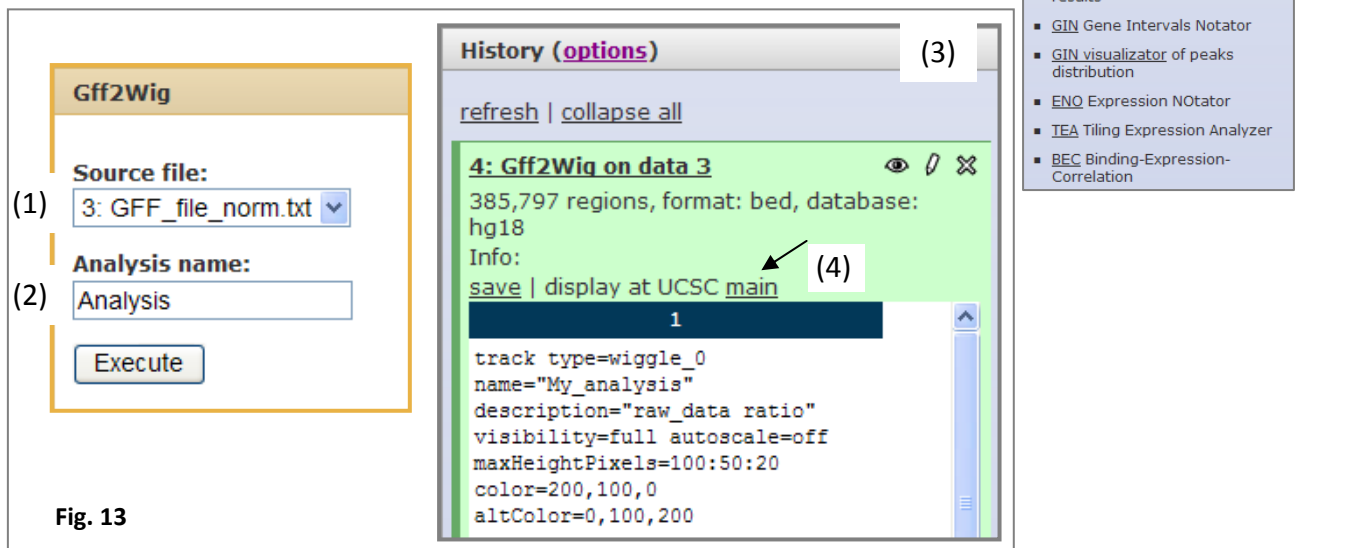 Gff2Wig
(1)
Source file:
3: GFF_file_norm.txt
(2)
Analysis name:
Analysis
Execute
Fig. 13
History (options)
(3)
refresh | collapse all
4: Gff2Wig on data 3
385,797 regions, format: bed, database:
hg18
Info:
(4)
save | display at UCSC main
1
track type=wiggle_0
name="My_analysis"
description="raw_data ratio"
visibility=full autoscale=off
maxHeightPixels=100:50:20
color=200,100,0
altColor=0,100,200
results
GIN Gene Intervals Notator
GIN visualizator of peaks
distribution
ENO Expression NOtator
TEA Tiling Expression Analyzer
BEC Binding-Expression-
Correlation